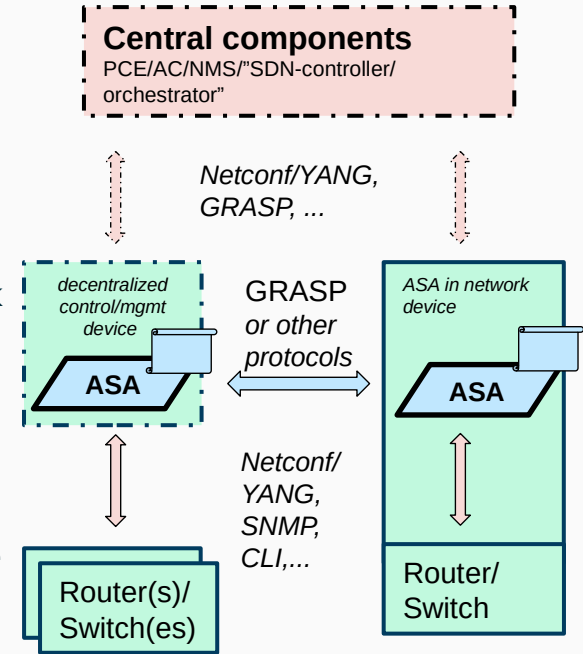 Central components
PCE/AC/NMS/”SDN-controller/
orchestrator”
Netconf/YANG,
GRASP, ...
decentralized
control/mgmt
device
ASA
GRASP
or other
protocols
ASA in network
device
ASA
Netconf/
YANG,
SNMP,
CLI,...
Router(s)/
Switch(es)
Router/
Switch